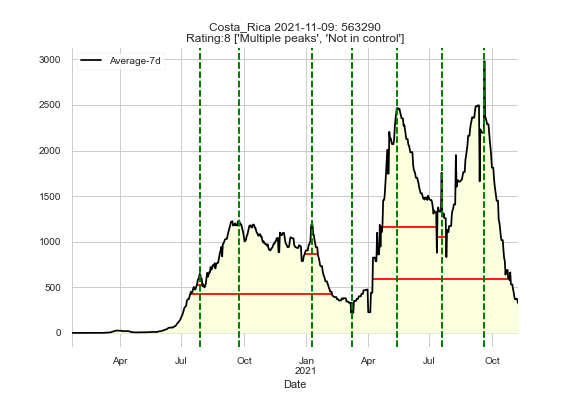 Costa_Rica 2021-11-09: 563290
Rating:8 ['Multiple peaks', 'Not in control']
Average-7d
3000
2500
2000
1500
1000
500
0
Apr
Jul
Oct
Jan
2021
Apr
Jul
Oct
Date